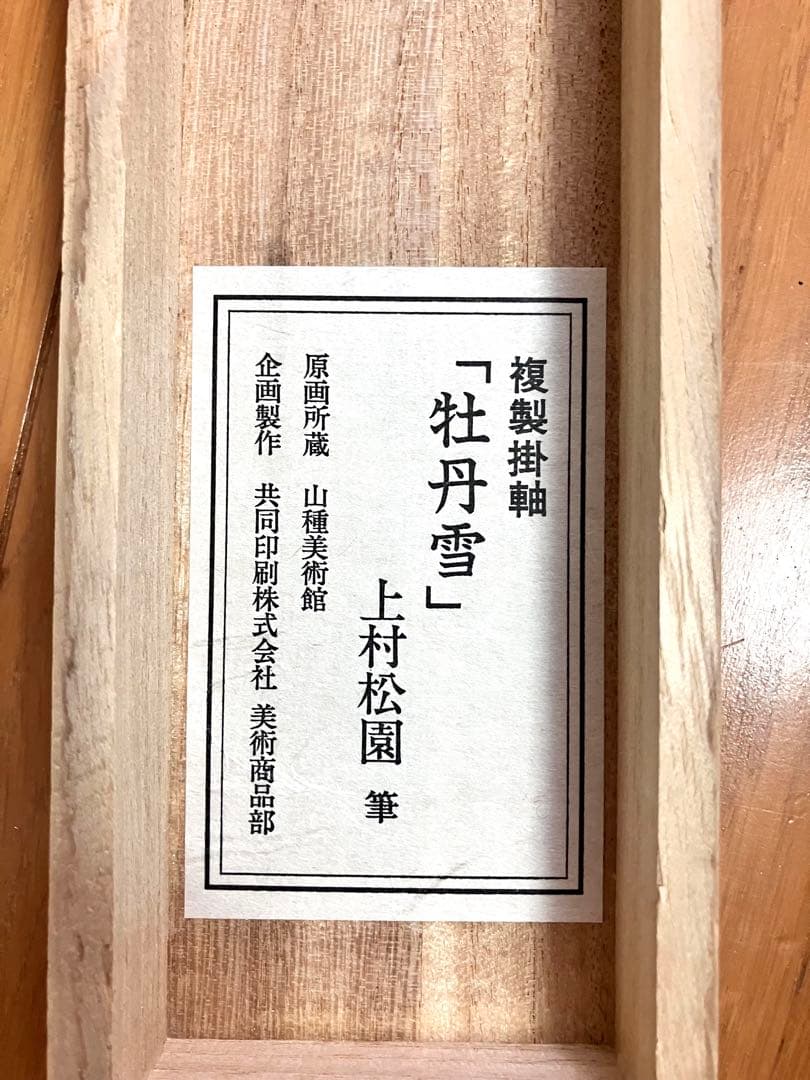 複製掛軸
「牡丹雪」
上村松園 筆
原画所蔵 山種美術館
企画製作 共同印刷株式会社 美術商品部